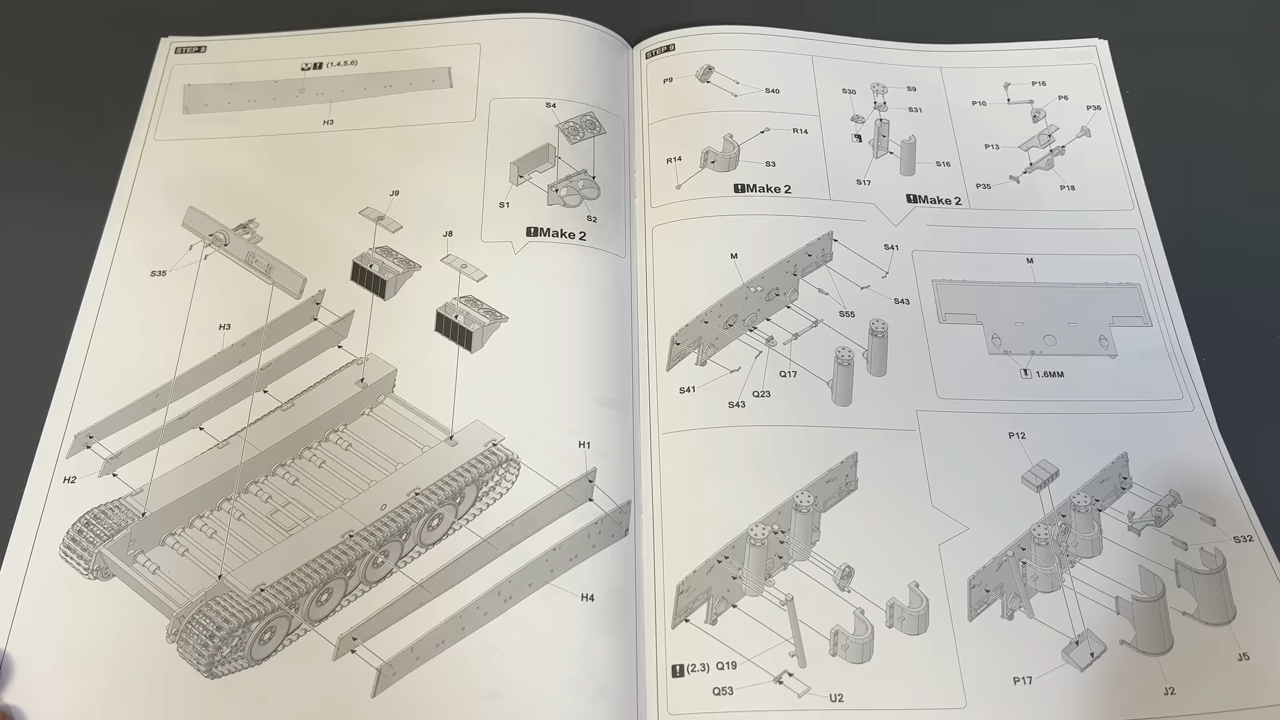 STEP 8
(1.4.5.6)
H3
S4
S1
S2
Make 2
J9
J8
S35
H3
H2
H1
H4
STEP 9
P9
S40
R14
R14
S3
Make 2
S30
S9
S31
S16
S17
Make 2
P16
P10
P6
P36
P13
P35
P18
M
S41
S43
S55
Q17
Q23
S43
S41
M
1.6MM
(2.3)
Q19
Q53
U2
P12
S32
P17
J2
J5